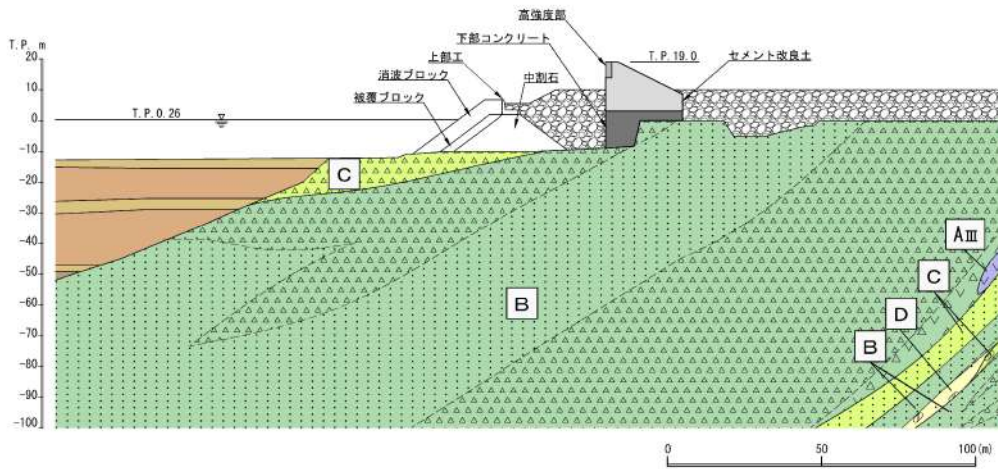 高強度部
T.P. m
下部コンクリート
T.P.19.0
セメント改良土
上部工
消波ブロック
中割石
被覆ブロック
20
10
T.P.0.26
0
-10
-20
C
-30
-40
AⅢ
-50
C
-60
B
D
-70
B
-80
-90
-100
0
50
100(m)